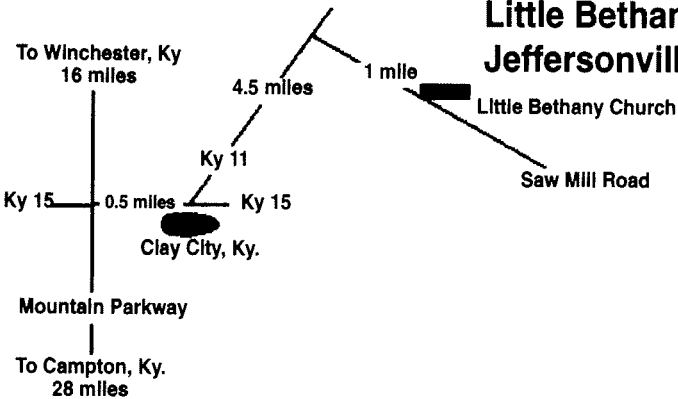 Little Bethan
Jeffersonvill
To Winchester, Ky
16 miles
1 mile
4.5 miles
Little Bethany Church
Ky 11
Saw Mill Road
Ky 15
0.5 miles
Ky 15
Clay City, Ky.
Mountain Parkway
To Campton, Ky.
28 miles